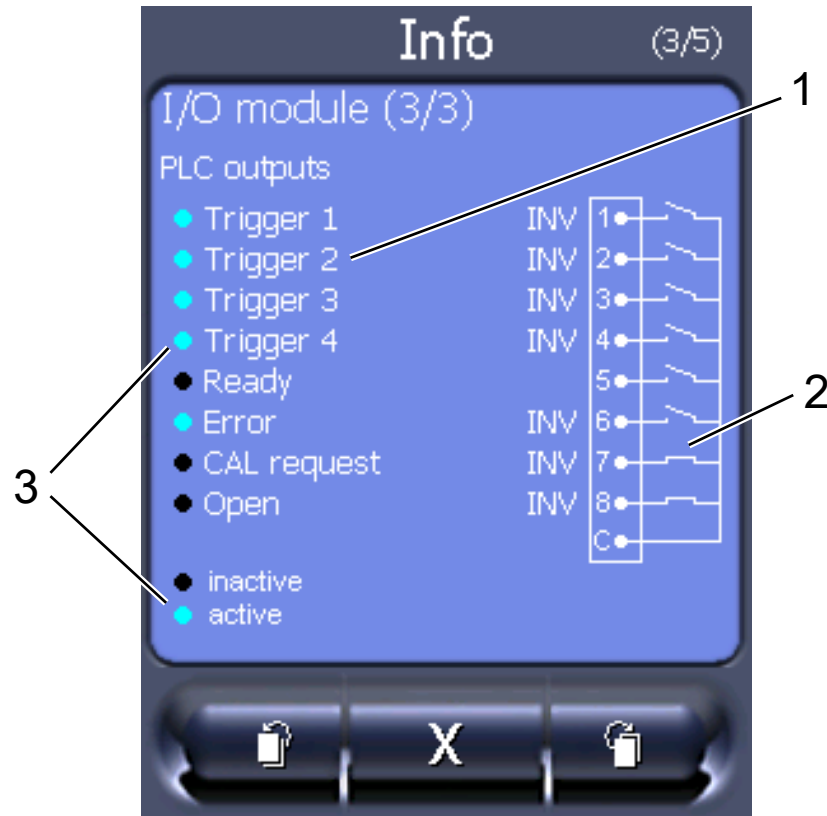 Info (3/5)
1
I/O module (3/3)
PLC outputs
Trigger 1 INV 1
Trigger 2 INV 2
Trigger 3 INV 3
Trigger 4 INV 4
Ready 5
Error INV 6
CAL request INV 7
Open INV 8
C
2
3
inactive
active
X